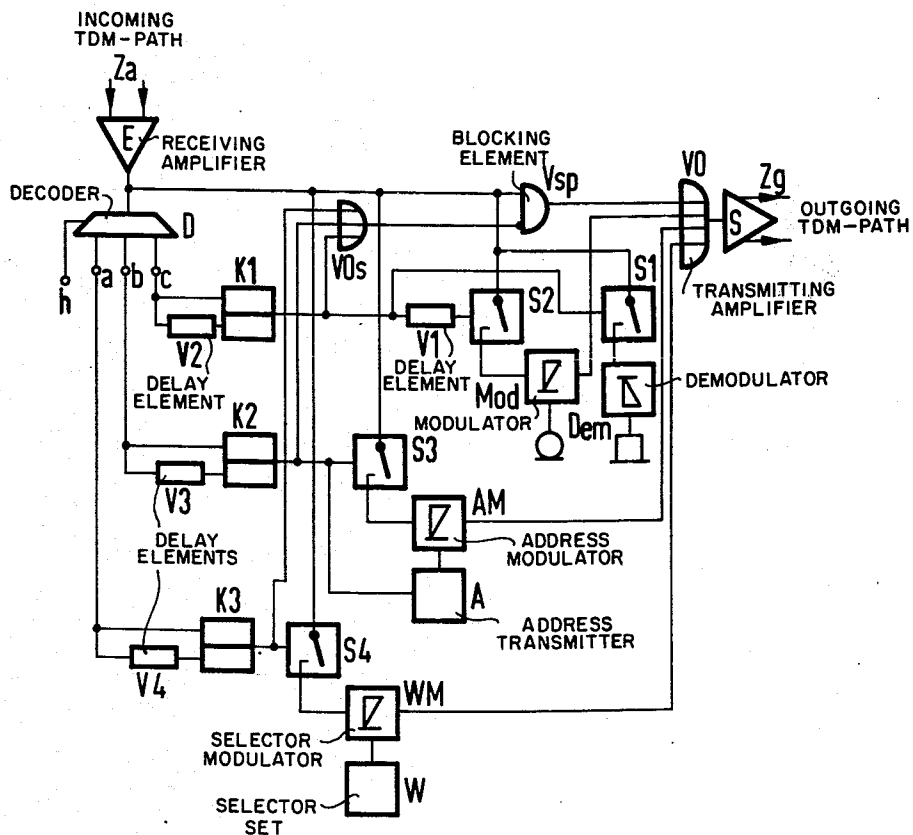 INCOMING
TDM-PATH
Za
E
RECEIVING
AMPLIFIER
DECODER
D
h
a
b
c
K1
V2
DELAY
ELEMENT
VOs
BLOCKING
ELEMENT
Vsp
VO
Zg
S
OUTGOING
TDM-PATH
TRANSMITTING
AMPLIFIER
S2
S1
V1
DELAY
ELEMENT
Mod
MODULATOR
Dem
DEMODULATOR
K2
V3
S3
AM
ADDRESS
MODULATOR
DELAY
ELEMENTS
A
ADDRESS
TRANSMITTER
K3
V4
S4
WM
SELECTOR
MODULATOR
W
SELECTOR
SET